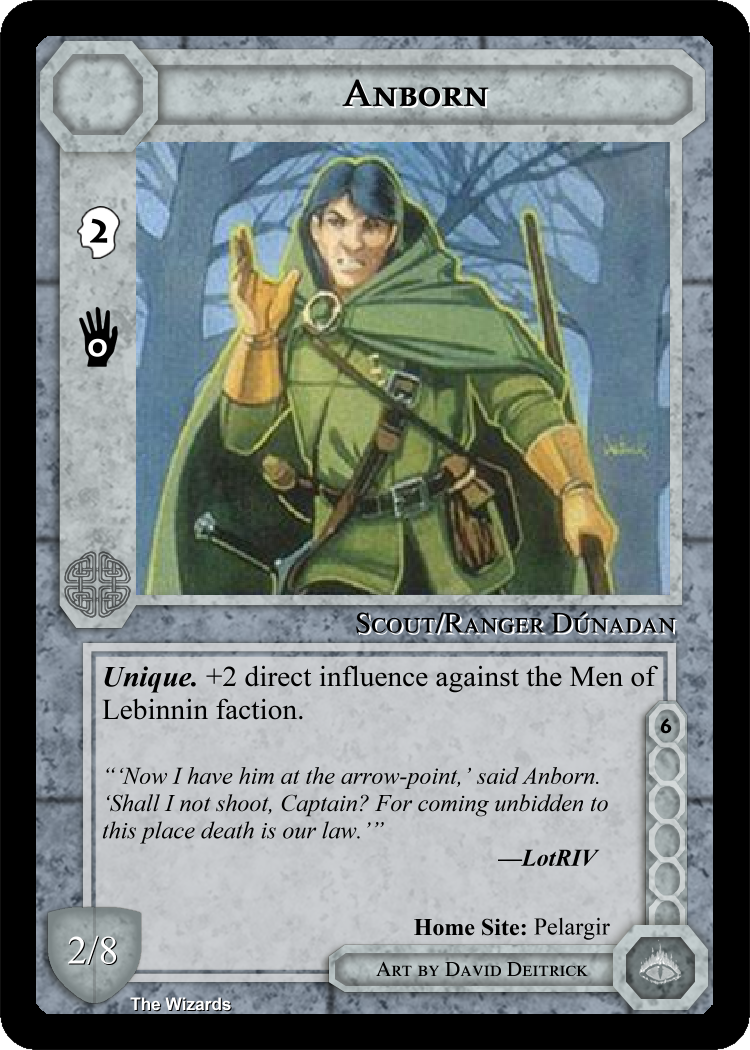 ANBORN
2
0
SCOUT/RANGER DÚNADAN
Unique. +2 direct influence against the Men of
Lebinnin faction.
6
“‘Now I have him at the arrow-point,’ said Anborn.
‘Shall I not shoot, Captain? For coming unbidden to
this place death is our law.’”
—LotRIV
Home Site: Pelargir
2/8
ART BY DAVID DEITRICK
The Wizards